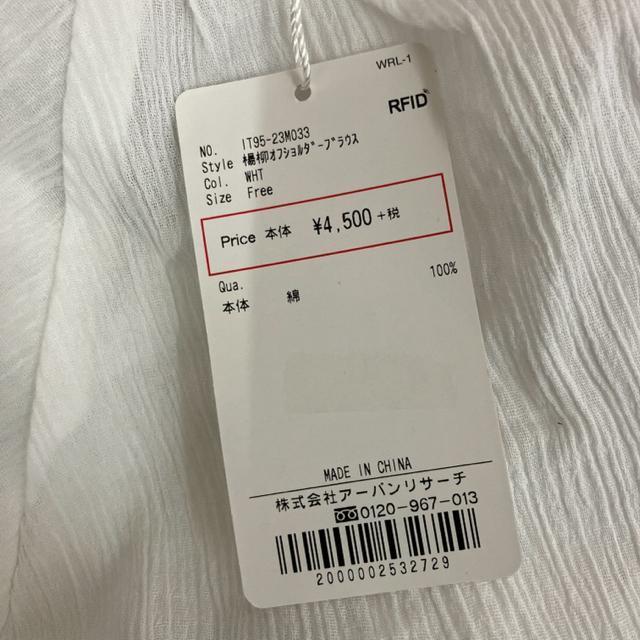 WRL-1
RFID
NO. IT95-23M033
Style 楊柳オフショルダーブラウス
Col. WHT
Size Free
Price 本体 ¥4,500+税
Qua.
本体 綿 100%
MADE IN CHINA
株式会社アーバンリサーチ
0120-967-013
2000002532729